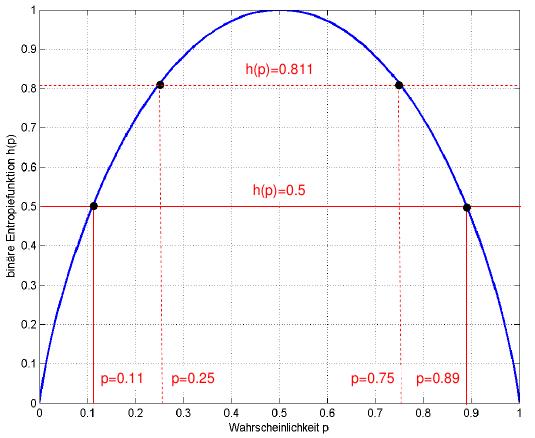 1
0.9
0.8
0.7
0.6
0.5
0.4
0.3
0.2
0.1
0
binäre Entropiefunktion h(p)
h(p)=0.811
h(p)=0.5
p=0.11 p=0.25 p=0.75 p=0.89
0 0.1 0.2 0.3 0.4 0.5 0.6 0.7 0.8 0.9 1
Wahrscheinlichkeit p